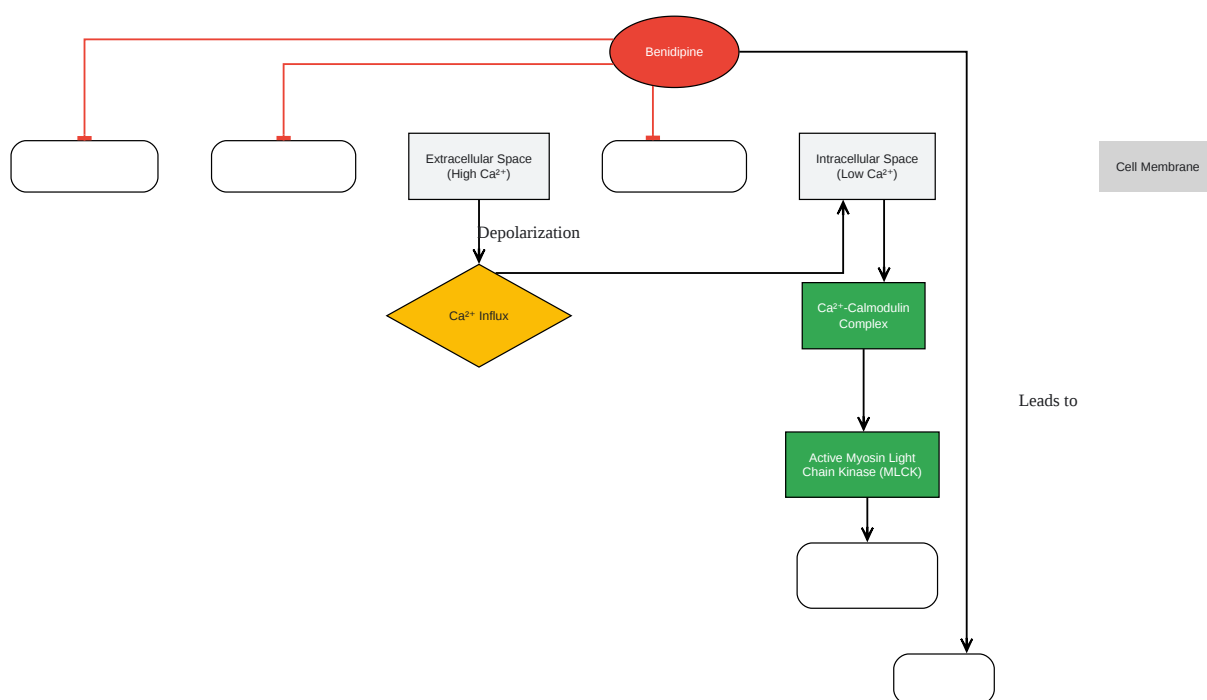 Benidipine
Extracellular Space
(High Ca²⁺)
Intracellular Space
(Low Ca²⁺)
Cell Membrane
Depolarization
Ca²⁺ Influx
Ca²⁺-Calmodulin
Complex
Leads to
Active Myosin Light
Chain Kinase (MLCK)